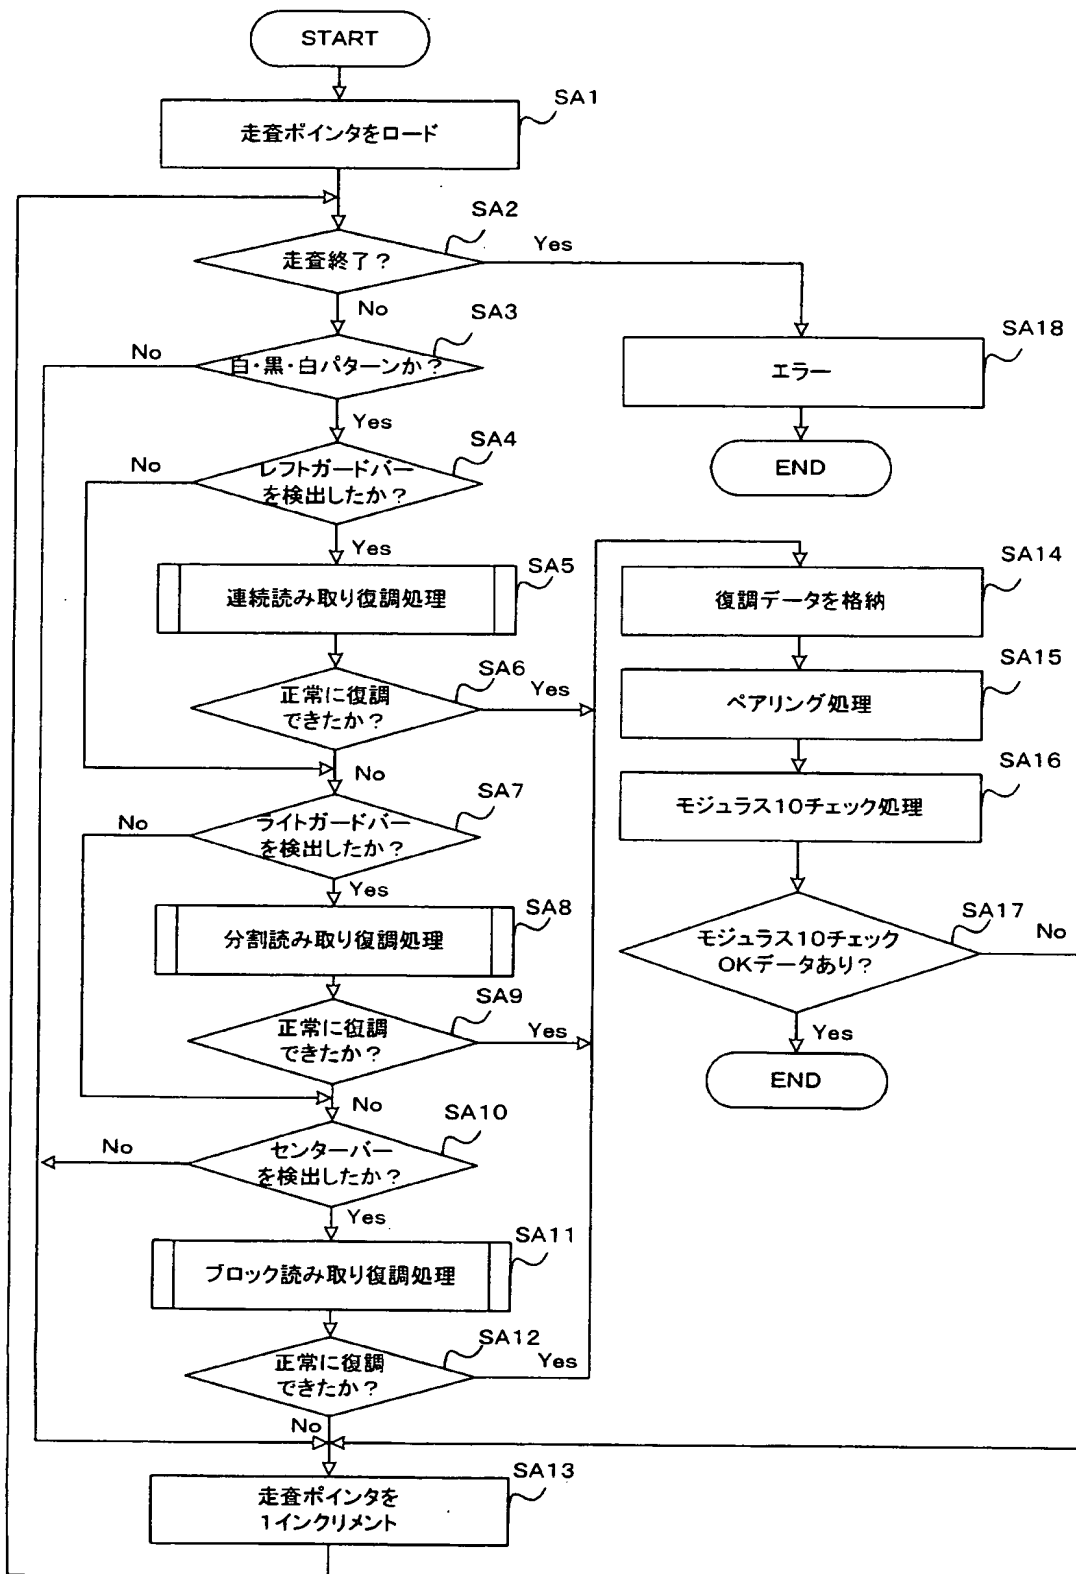 START
SA1
走査ポインタをロード
SA2
走査終了？
Yes
No
SA3
白・黒・白パターンか？
No
Yes
SA18
エラー
END
SA4
レフトガードバー
を検出したか？
No
Yes
SA5
連続読み取り復調処理
SA6
正常に復調
できたか？
Yes
No
SA7
ライトガードバー
を検出したか？
No
Yes
SA8
分割読み取り復調処理
SA9
正常に復調
できたか？
Yes
No
SA10
センターバー
を検出したか？
No
Yes
SA11
ブロック読み取り復調処理
SA12
正常に復調
できたか？
Yes
No
SA13
走査ポインタを
1インクリメント
SA14
復調データを格納
SA15
ペアリング処理
SA16
モジュラス10チェック処理
SA17
モジュラス10チェック
OKデータあり？
No
Yes
END